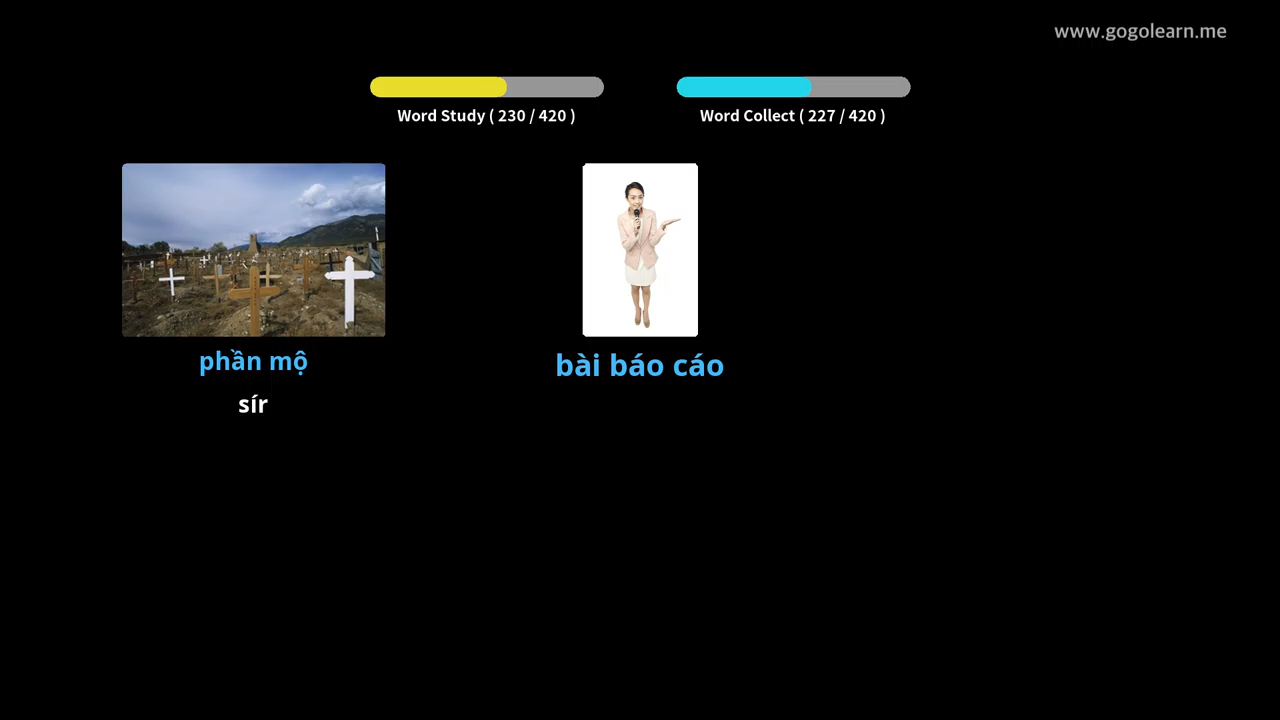 www.gogolearn.me
Word Study ( 230 / 420 )
Word Collect ( 227 / 420 )
phần mộ
bài báo cáo
sír